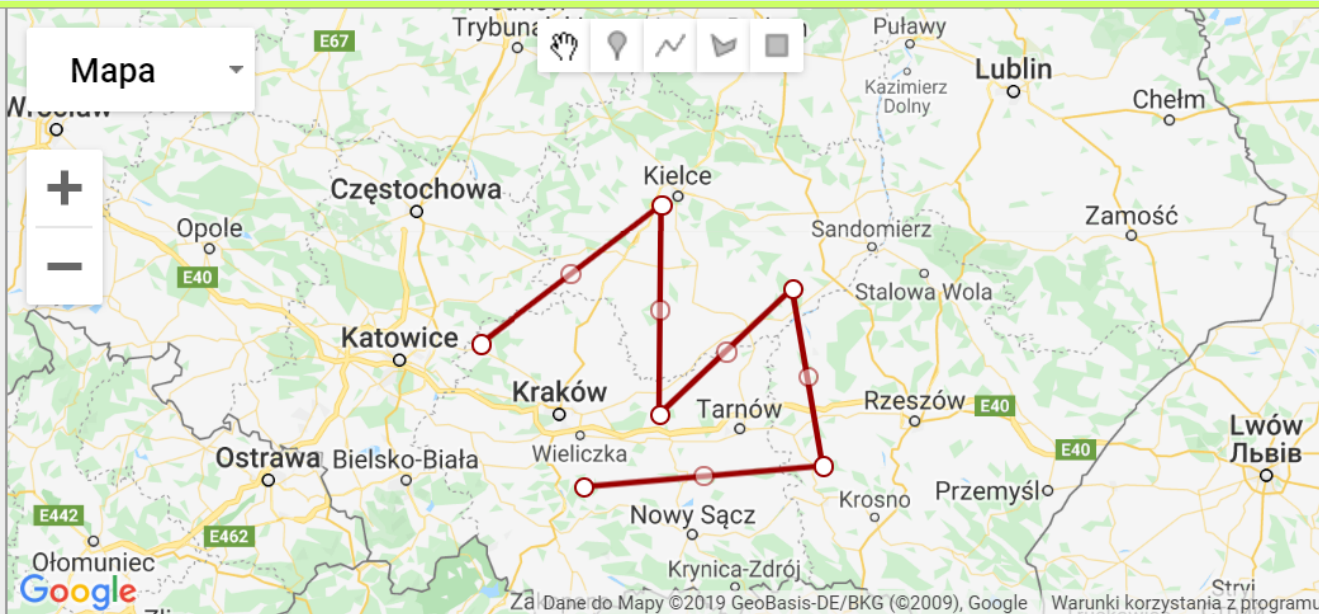 Mapa
E67
Puławy
Kazimierz
Dolny
Lublin
Chełm
Kielce
Częstochowa
Opole
E40
Sandomierz
Zamość
Stalowa Wola
Katowice
Kraków
Tarnów
Rzeszów
E40
Wieliczka
Lwów
Львів
E40
Ostrawa
Bielsko-Biała
Krosno
Przemyśl
Nowy Sącz
E442
E462
Ołomuniec
Krynica-Zdrój
Google
Dane do Mapy ©2019 GeoBasis-DE/BKG (©2009), Google
Warunki korzystania z programu